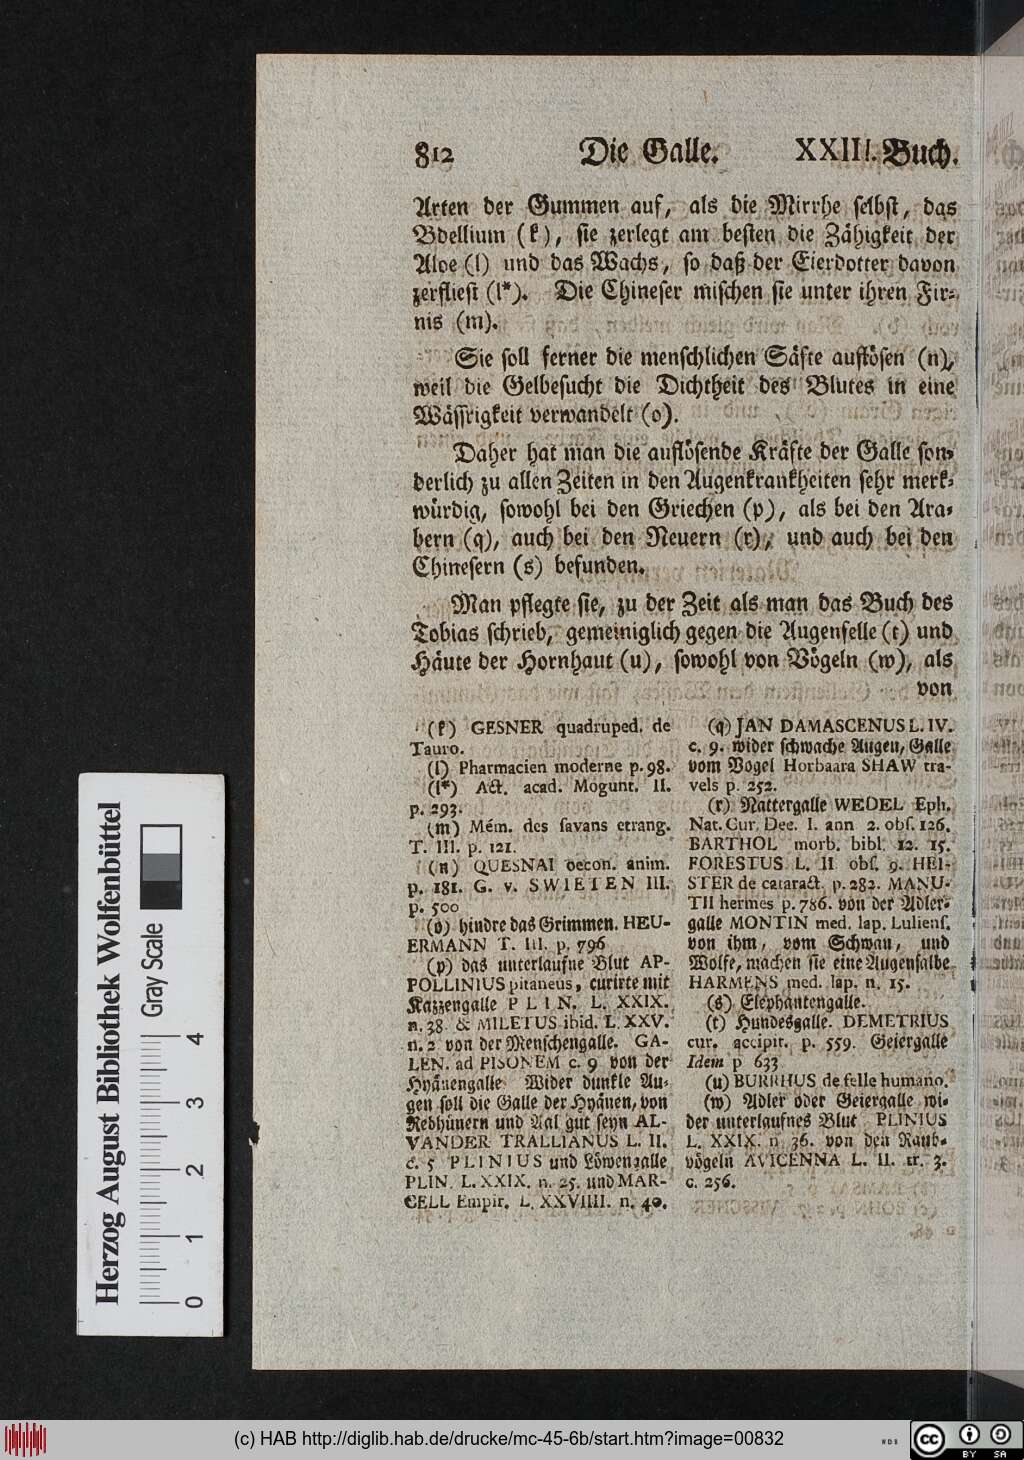 812 Die Galle. XXIII. Buch.
Arten der Gummen auf, als die Mirrhe selbst, das
Bdellium (k), sie zerlegt am besten die Zähigkeit der
Aloe (l) und das Wachs, so daß der Eierdotter davon
zerfliest (l*). Die Chineser mischen sie unter ihren Fir-
nis (m).
Sie soll ferner die menschlichen Säfte auflösen (n),
weil die Gelbesucht die Dichtheit des Blutes in eine
Wässrigkeit verwandelt (o).
Daher hat man die auflösende Kräfte der Galle son-
derlich zu allen Zeiten in den Augenkrankheiten sehr merk-
würdig, sowohl bei den Griechen (p), als bei den Ara-
bern (q), auch bei den Neuern (r), und auch bei den
Chinesern (s) befunden.
Man pflegte sie, zu der Zeit als man das Buch des
Tobias schrieb, gemeiniglich gegen die Augenfelle (t) und
Häute der Hornhaut (u), sowohl von Vögeln (w), als
von
(k) GESNER quadruped. de
Tauro.
(l) Pharmacien moderne p. 98.
(l*) Act. acad. Mogunt. II.
p. 293.
(m) Mém. des savans etrang.
T. III. p. 121.
(n) QUESNAI oecon. anim.
p. 181. G. v. SWIETEN III.
p. 500
(o) hindre das Grimmen. HEU-
ERMANN T. III. p. 796
(p) das unterlaufne Blut AP-
POLLINIUS pitaneus, curirte mit
Kazzengalle PLIN. L. XXIX.
n. 38 & MILETUS ibid. L. XXV.
n. 2 von der Menschengalle. GA-
LEN. ad PISONEM c. 9 von der
Hyänengalle Wider dunkle Au-
gen soll die Galle der Hyänen, von
Rebhünern und Aal gut seyn AL-
VANDER TRALLIANUS L. II.
c. 5 PLINIUS und Löwengalle
PLIN. L. XXIX. n. 25. und MAR-
CELL Empir. L. XXVIIII. n. 40.
(q) JAN DAMASCENUS L. IV.
c. 9. wider schwache Augen, Galle
vom Vogel Horbaara SHAW tra-
vels p. 252.
(r) Nattergalle WEDEL Eph.
Nat. Cur. Dec. I. ann 2. obs. 126.
BARTHOL morb. bibl. 12. 15.
FORESTUS L. II obs. 9. HEI-
STER de cataract. p. 282. MANU-
TII hermes p. 786. von der Adler-
galle MONTIN med. lap. Luliens.
von ihm, vom Schwan, und
Wolfe, machen sie eine Augensalbe
HARMENS med. lap. n. 15.
(s) Elephantengalle.
(t) Hundesgalle. DEMETRIUS
cur. accipit. p. 559. Geiergalle
Idem p 633
(u) BURRHUS de felle humano.
(w) Adler oder Geiergalle wi-
der unterlaufnes Blut PLINIUS
L. XXIX. n 36. von den Raub-
vögeln AVICENNA L. II. tr. 3.
c. 256.
Herzog August Bibliothek Wolfenbüttel
Gray Scale
0 1 2 3 4
(c) HAB http://diglib.hab.de/drucke/mc-45-6b/start.htm?image=00832
cc BY SA